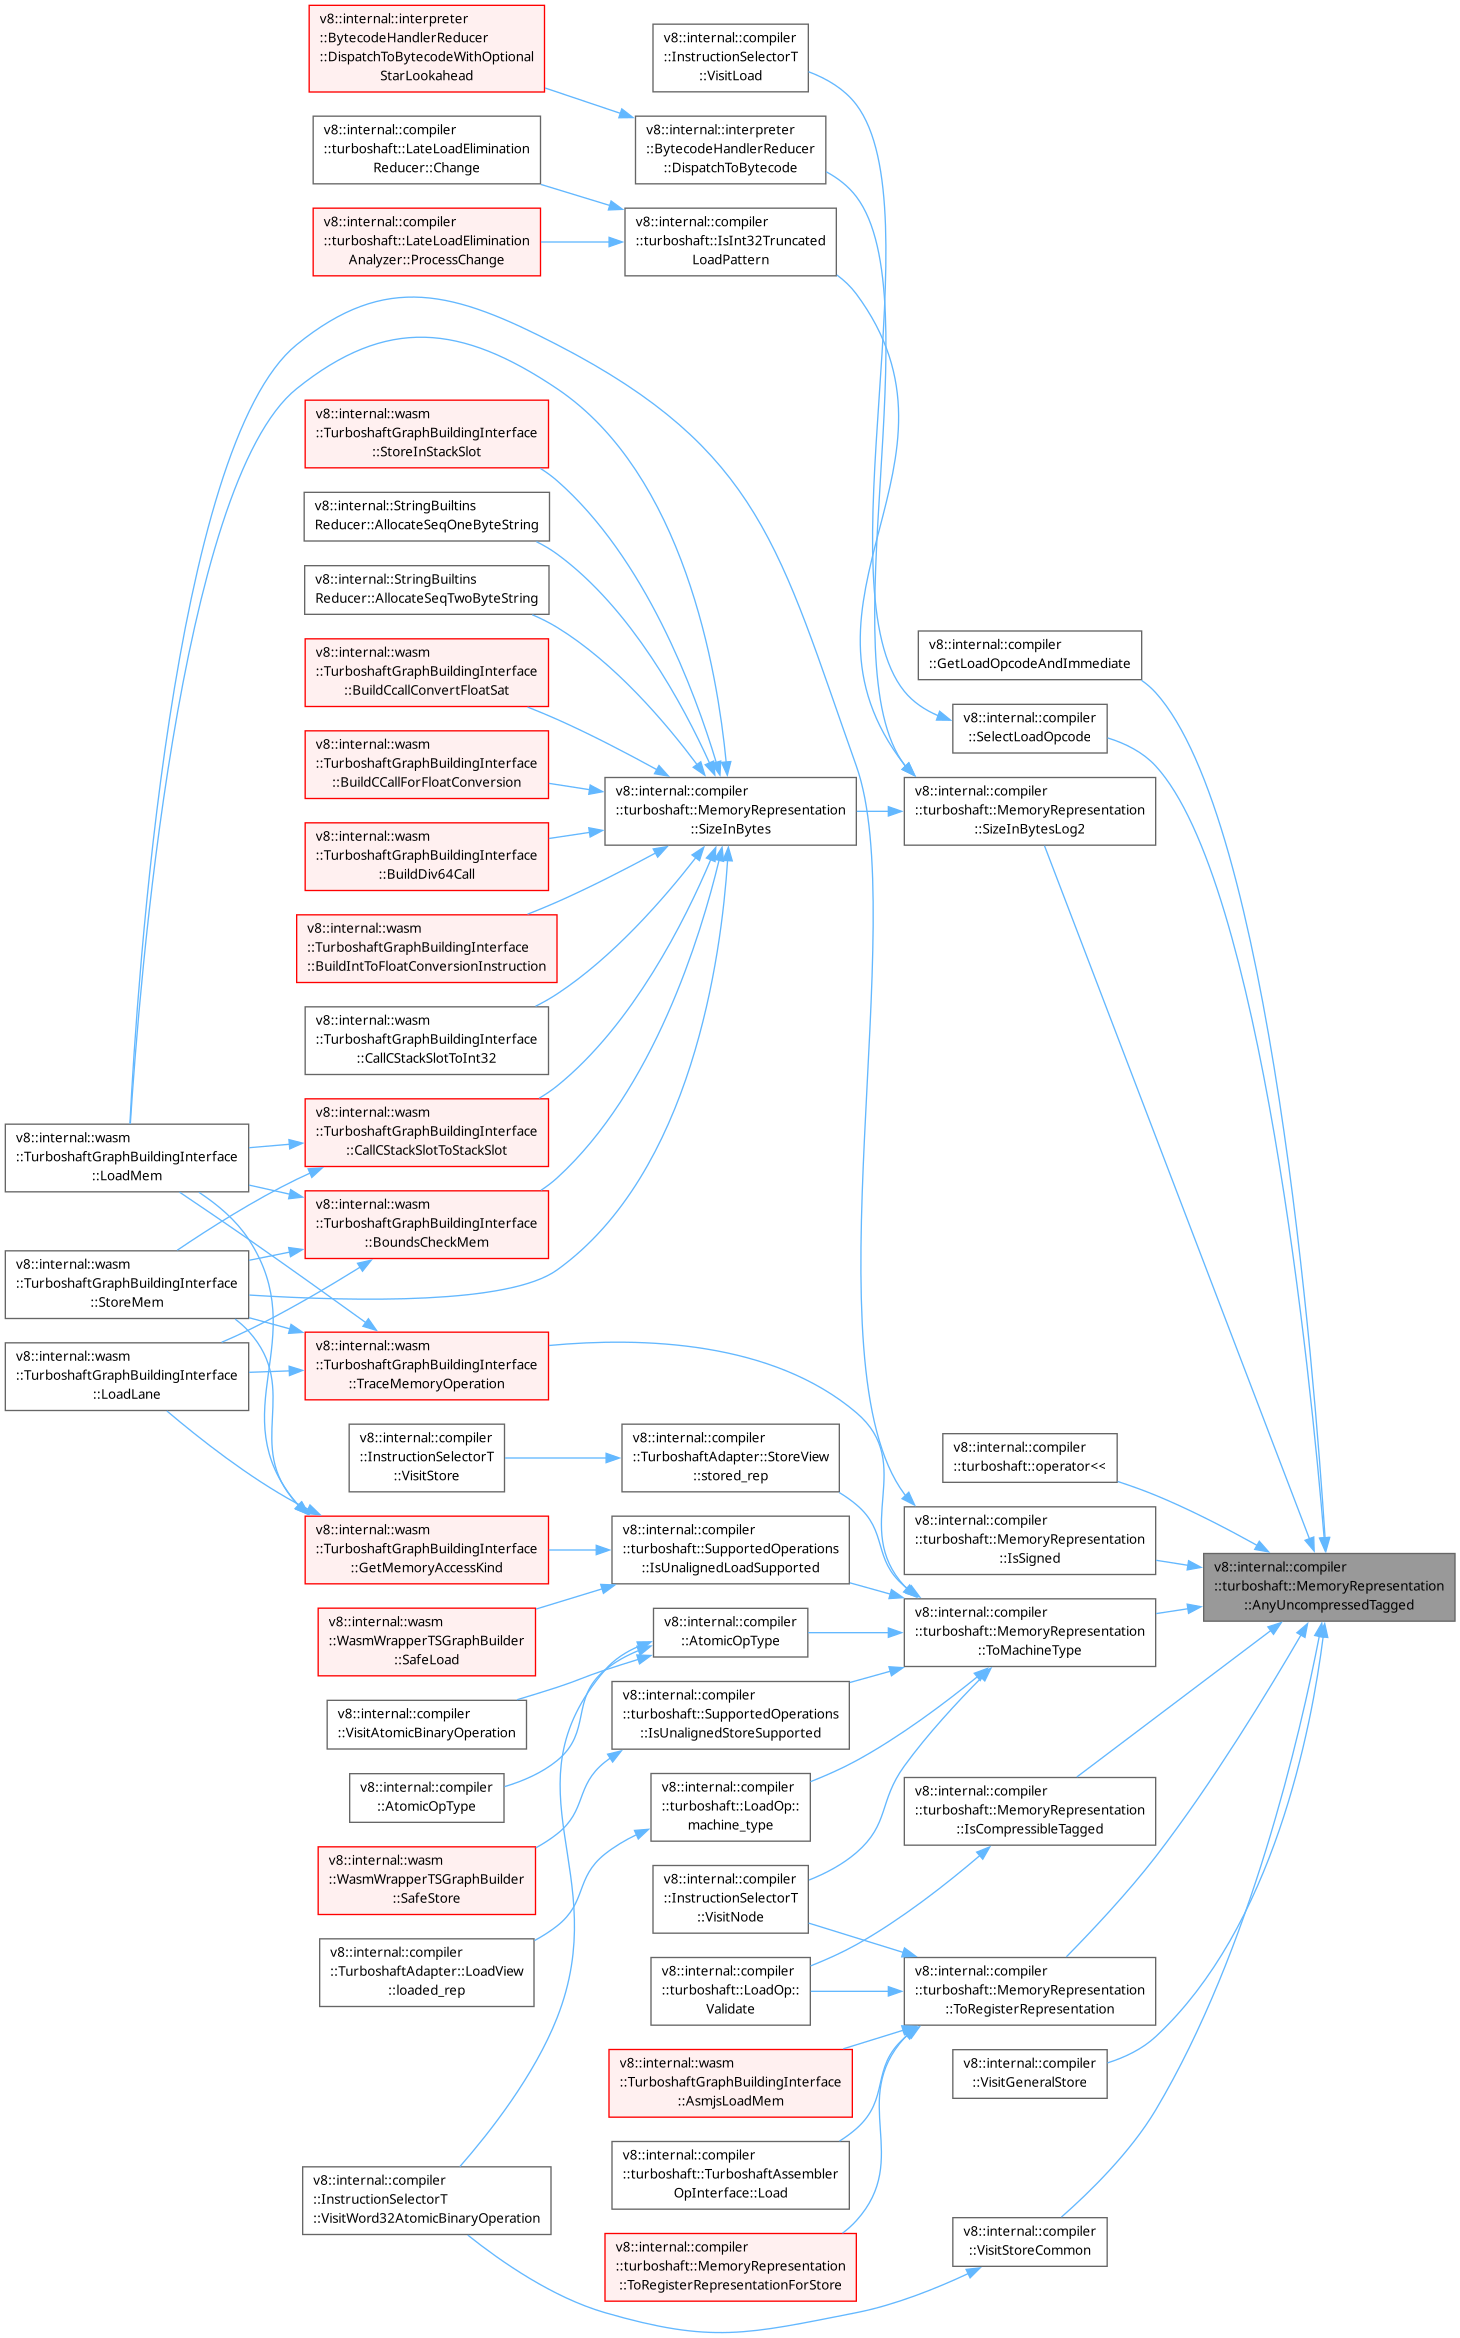 v8::internal::interpreter
::BytecodeHandlerReducer
::DispatchToBytecodeWithOptional
StarLookahead
v8::internal::compiler
::InstructionSelectorT
::VisitLoad
v8::internal::compiler
::turboshaft::LateLoadElimination
Reducer::Change
v8::internal::interpreter
::BytecodeHandlerReducer
::DispatchToBytecode
v8::internal::compiler
::turboshaft::LateLoadElimination
Analyzer::ProcessChange
v8::internal::compiler
::turboshaft::IsInt32Truncated
LoadPattern
v8::internal::wasm
::TurboshaftGraphBuildingInterface
::StoreInStackSlot
v8::internal::StringBuiltins
Reducer::AllocateSeqOneByteString
v8::internal::StringBuiltins
Reducer::AllocateSeqTwoByteString
v8::internal::wasm
::TurboshaftGraphBuildingInterface
::BuildCcallConvertFloatSat
v8::internal::compiler
::GetLoadOpcodeAndImmediate
v8::internal::compiler
::SelectLoadOpcode
v8::internal::wasm
::TurboshaftGraphBuildingInterface
::BuildCCallForFloatConversion
v8::internal::compiler
::turboshaft::MemoryRepresentation
::SizeInBytes
v8::internal::compiler
::turboshaft::MemoryRepresentation
::SizeInBytesLog2
v8::internal::wasm
::TurboshaftGraphBuildingInterface
::BuildDiv64Call
v8::internal::wasm
::TurboshaftGraphBuildingInterface
::BuildIntToFloatConversionInstruction
v8::internal::wasm
::TurboshaftGraphBuildingInterface
::CallCStackSlotToInt32
v8::internal::wasm
::TurboshaftGraphBuildingInterface
::CallCStackSlotToStackSlot
v8::internal::wasm
::TurboshaftGraphBuildingInterface
::LoadMem
v8::internal::wasm
::TurboshaftGraphBuildingInterface
::BoundsCheckMem
v8::internal::wasm
::TurboshaftGraphBuildingInterface
::StoreMem
v8::internal::wasm
::TurboshaftGraphBuildingInterface
::TraceMemoryOperation
v8::internal::wasm
::TurboshaftGraphBuildingInterface
::LoadLane
v8::internal::compiler
::InstructionSelectorT
::VisitStore
v8::internal::compiler
::TurboshaftAdapter::StoreView
::stored_rep
v8::internal::compiler
::turboshaft::operator<<
v8::internal::wasm
::TurboshaftGraphBuildingInterface
::GetMemoryAccessKind
v8::internal::compiler
::turboshaft::SupportedOperations
::IsUnalignedLoadSupported
v8::internal::compiler
::turboshaft::MemoryRepresentation
::IsSigned
v8::internal::compiler
::turboshaft::MemoryRepresentation
::AnyUncompressedTagged
v8::internal::wasm
::WasmWrapperTSGraphBuilder
::SafeLoad
v8::internal::compiler
::AtomicOpType
v8::internal::compiler
::turboshaft::MemoryRepresentation
::ToMachineType
v8::internal::compiler
::VisitAtomicBinaryOperation
v8::internal::compiler
::turboshaft::SupportedOperations
::IsUnalignedStoreSupported
v8::internal::compiler
::AtomicOpType
v8::internal::compiler
::turboshaft::LoadOp::
machine_type
v8::internal::compiler
::turboshaft::MemoryRepresentation
::IsCompressibleTagged
v8::internal::wasm
::WasmWrapperTSGraphBuilder
::SafeStore
v8::internal::compiler
::InstructionSelectorT
::VisitNode
v8::internal::compiler
::TurboshaftAdapter::LoadView
::loaded_rep
v8::internal::compiler
::turboshaft::LoadOp::
Validate
v8::internal::compiler
::turboshaft::MemoryRepresentation
::ToRegisterRepresentation
v8::internal::wasm
::TurboshaftGraphBuildingInterface
::AsmjsLoadMem
v8::internal::compiler
::VisitGeneralStore
v8::internal::compiler
::turboshaft::TurboshaftAssembler
OpInterface::Load
v8::internal::compiler
::InstructionSelectorT
::VisitWord32AtomicBinaryOperation
v8::internal::compiler
::turboshaft::MemoryRepresentation
::ToRegisterRepresentationForStore
v8::internal::compiler
::VisitStoreCommon